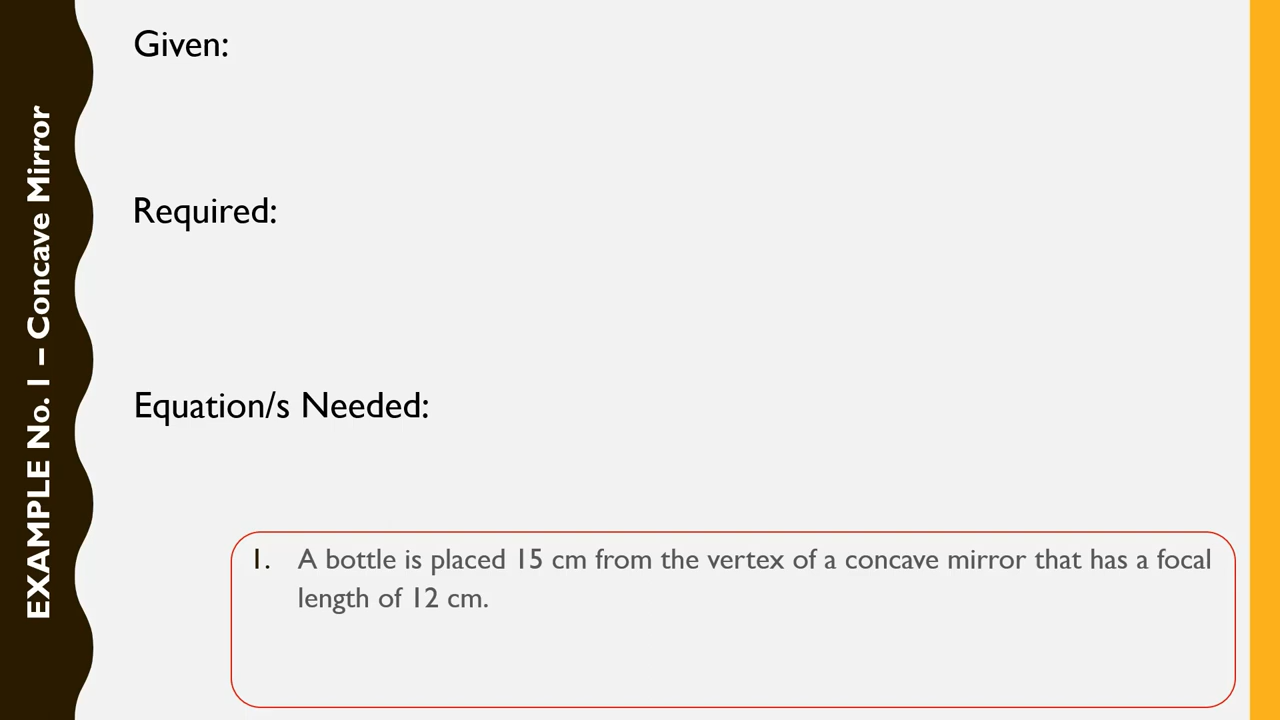 EXAMPLE No. 1 – Concave Mirror
Given:
Required:
Equation/s Needed:
1. A bottle is placed 15 cm from the vertex of a concave mirror that has a focal
length of 12 cm.